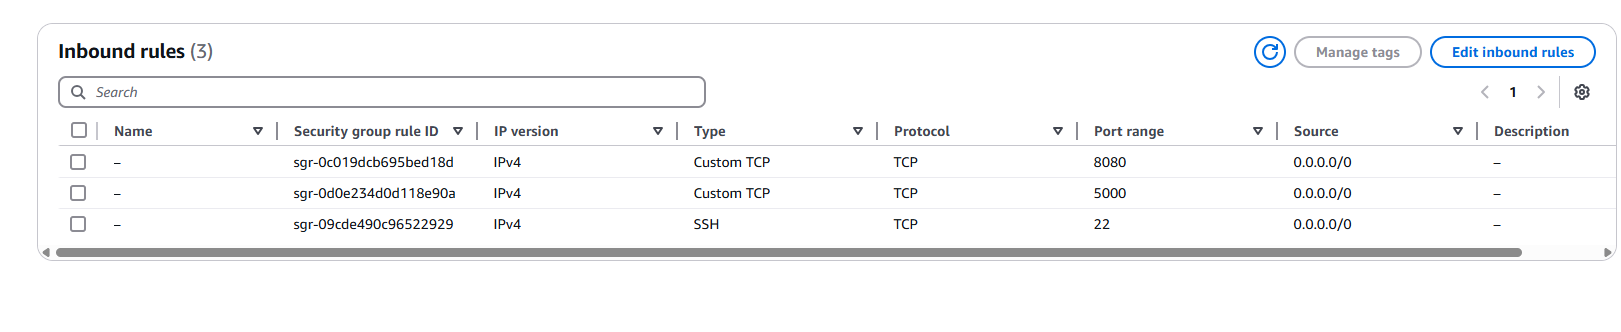 Inbound rules (3)
Manage tags
Edit inbound rules
Search
1
Name Security group rule ID IP version Type Protocol Port range Source Description
– sgr-0c019dcb695bed18d IPv4 Custom TCP TCP 8080 0.0.0.0/0 –
– sgr-0d0e234d0d118e90a IPv4 Custom TCP TCP 5000 0.0.0.0/0 –
– sgr-09cde490c96522929 IPv4 SSH TCP 22 0.0.0.0/0 –